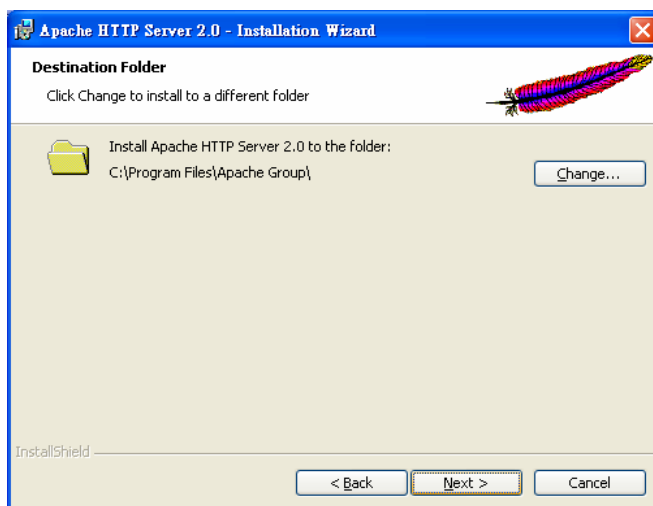 Apache HTTP Server 2.0 - Installation Wizard
Destination Folder
Click Change to install to a different folder
Install Apache HTTP Server 2.0 to the folder:
C:\Program Files\Apache Group\
Change...
InstallShield
< Back
Next >
Cancel